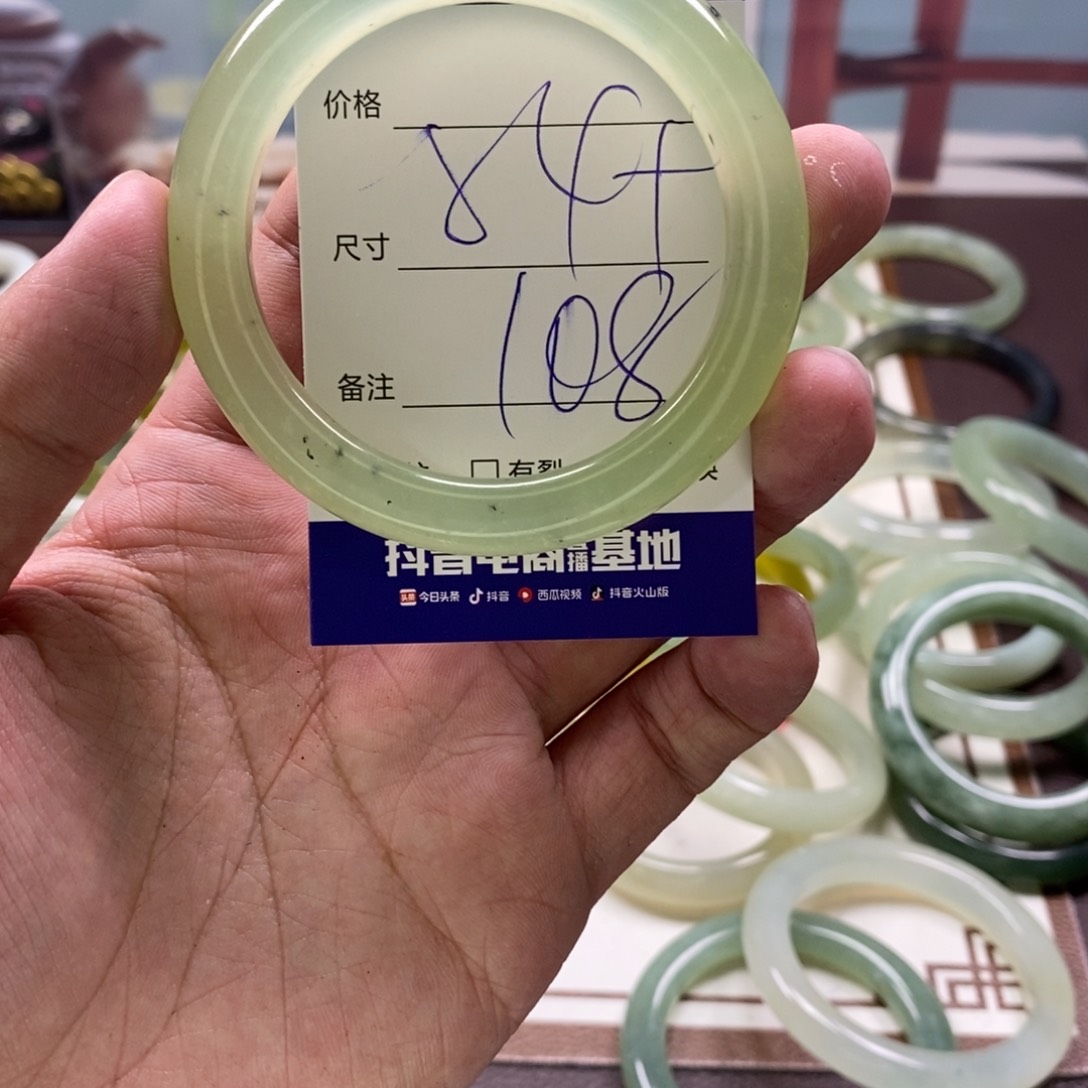 价格
尺寸
108
备注
有裂
抖音电商直播基地
今日头条 抖音 西瓜视频 抖音火山版